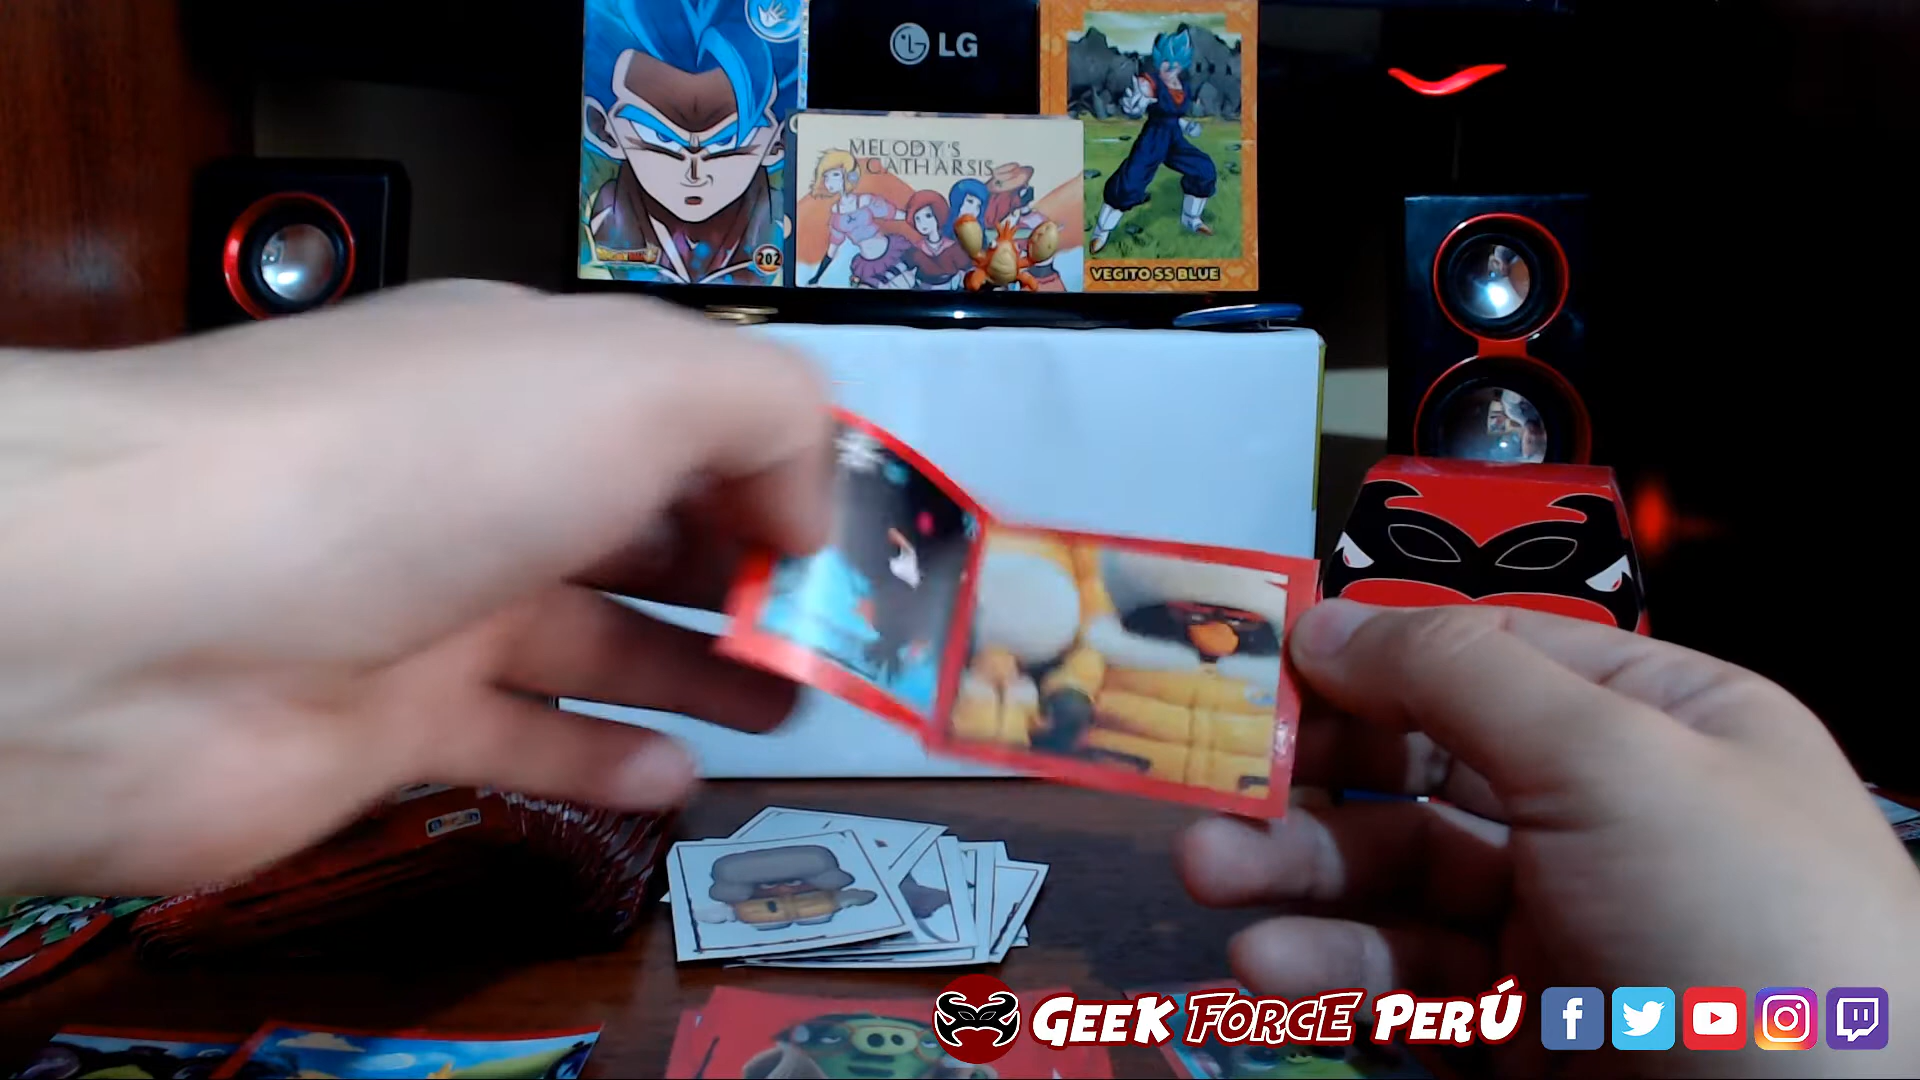 LG
MELODY'S
CATHARSIS
202
VEGITO SS BLUE
GEEK FORCE PERÚ